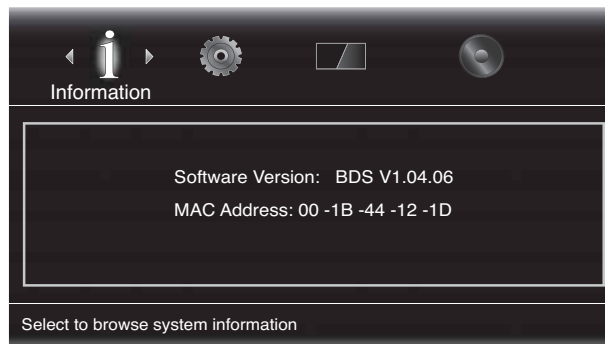 Information
Software Version: BDS V1.04.06
MAC Address: 00 -1B -44 -12 -1D
Select to browse system information